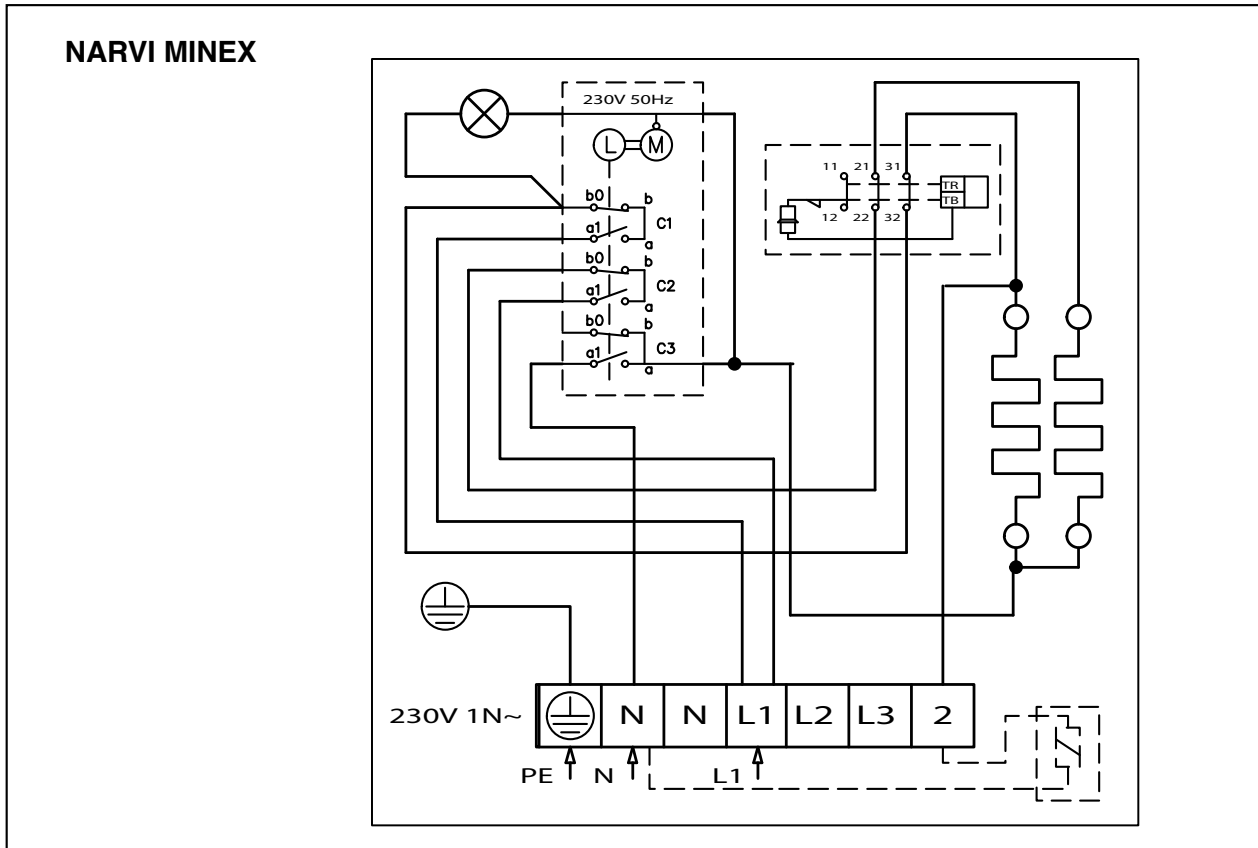 NARVI MINEX
230V 50Hz
L M
11 21 31
TR
TB
12 22 32
b0 b
C1
a1 a
b0 b
C2
a1 a
b0 b
C3
a1 a
230V 1N~ N N L1 L2 L3 2
PE N L1